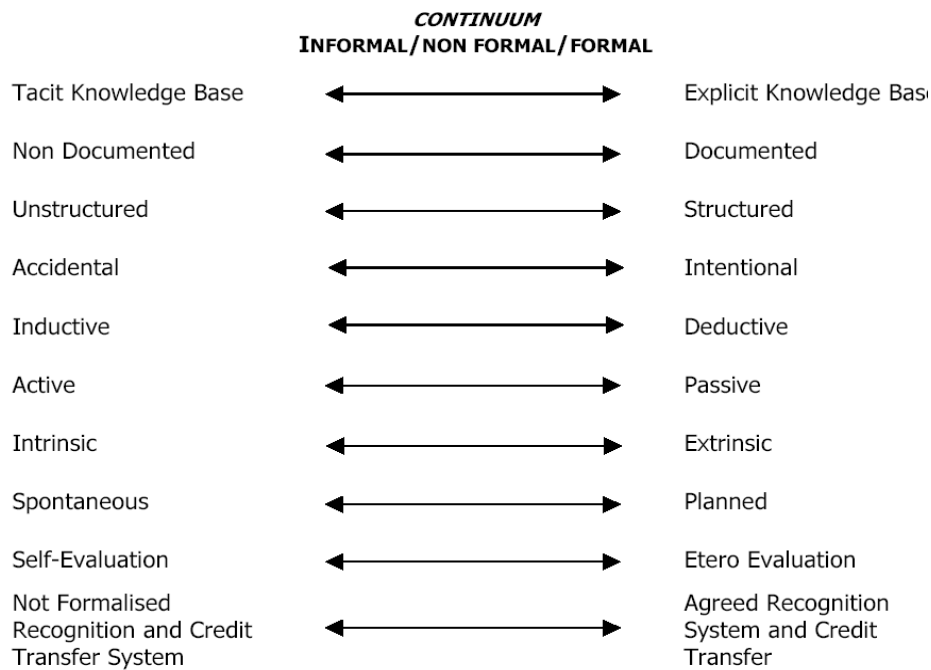 CONTINUUM
INFORMAL/NON FORMAL/FORMAL
Tacit Knowledge Base Explicit Knowledge Bas
Non Documented Documented
Unstructured Structured
Accidental Intentional
Inductive Deductive
Active Passive
Intrinsic Extrinsic
Spontaneous Planned
Self-Evaluation Etero Evaluation
Not Formalised Agreed Recognition
Recognition and Credit System and Credit
Transfer System Transfer